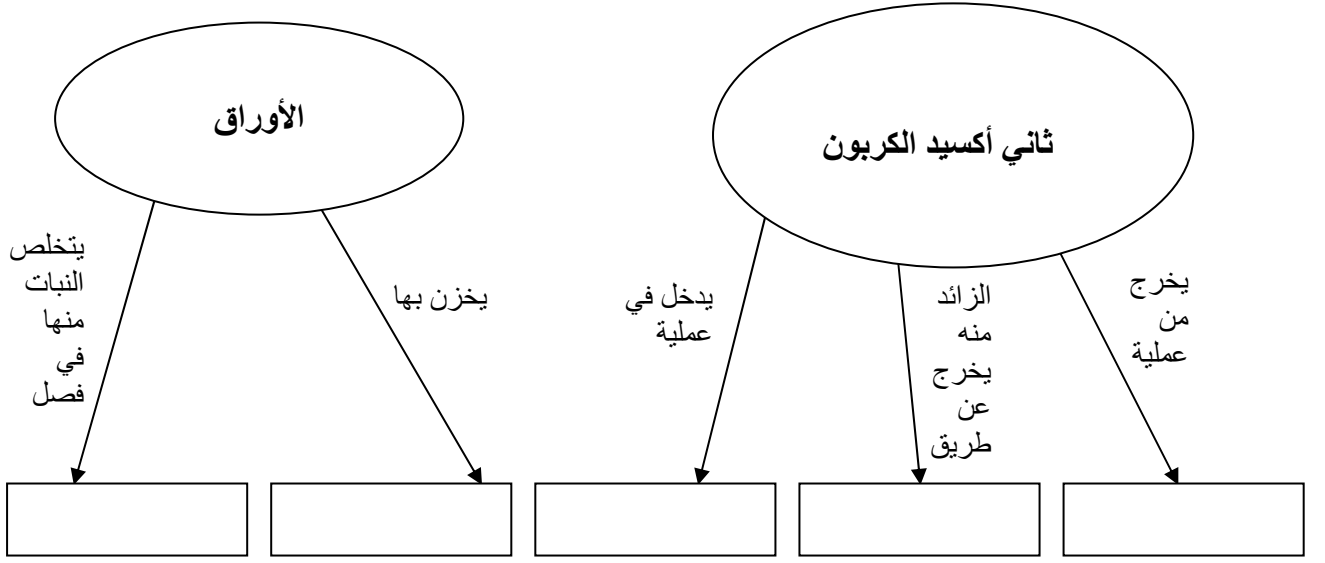 ثاني أكسيد الكربون
يخرج
من
عملية
الزائد
منه
يخرج
عن
طريق
يدخل في
عملية
الأوراق
يخزن بها
يتخلص
النبات
منها
في
فصل